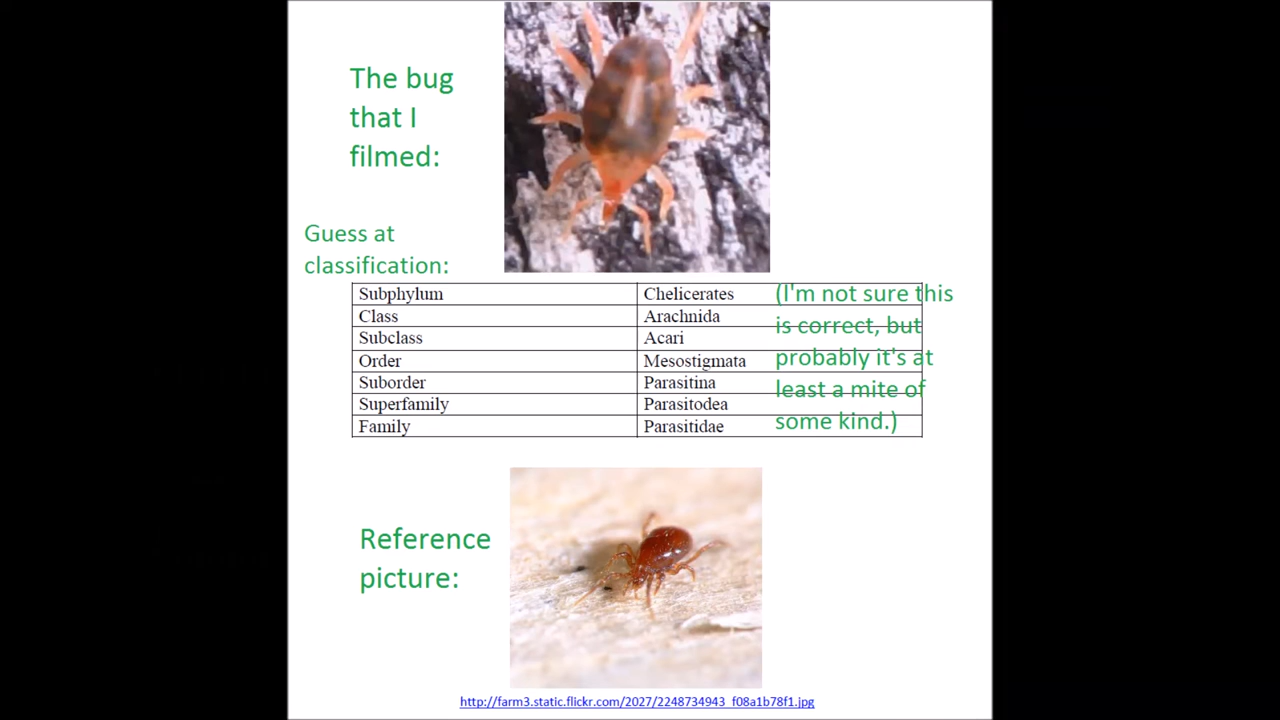 The bug
that I
filmed:
Guess at
classification:
Subphylum Chelicerates
Class Arachnida
Subclass Acari
Order Mesostigmata
Suborder Parasitina
Superfamily Parasitodea
Family Parasitidae
(I'm not sure this
is correct, but
probably it's at
least a mite of
some kind.)
Reference
picture:
http://farm3.static.flickr.com/2027/2248734943_f08a1b78f1.jpg